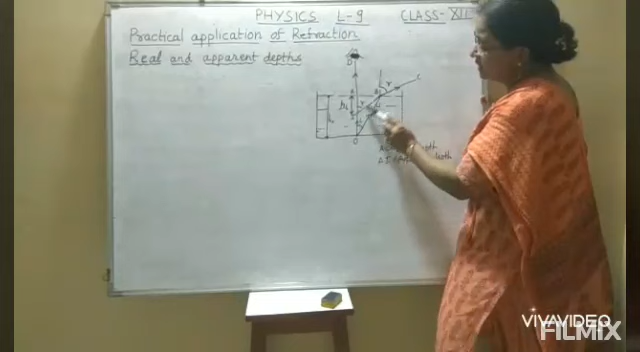 PHYSICS L-9 CLASS-XII
Practical application of Refraction
Real and apparent depths
B
O
VIVAVIDEO
FILMIX